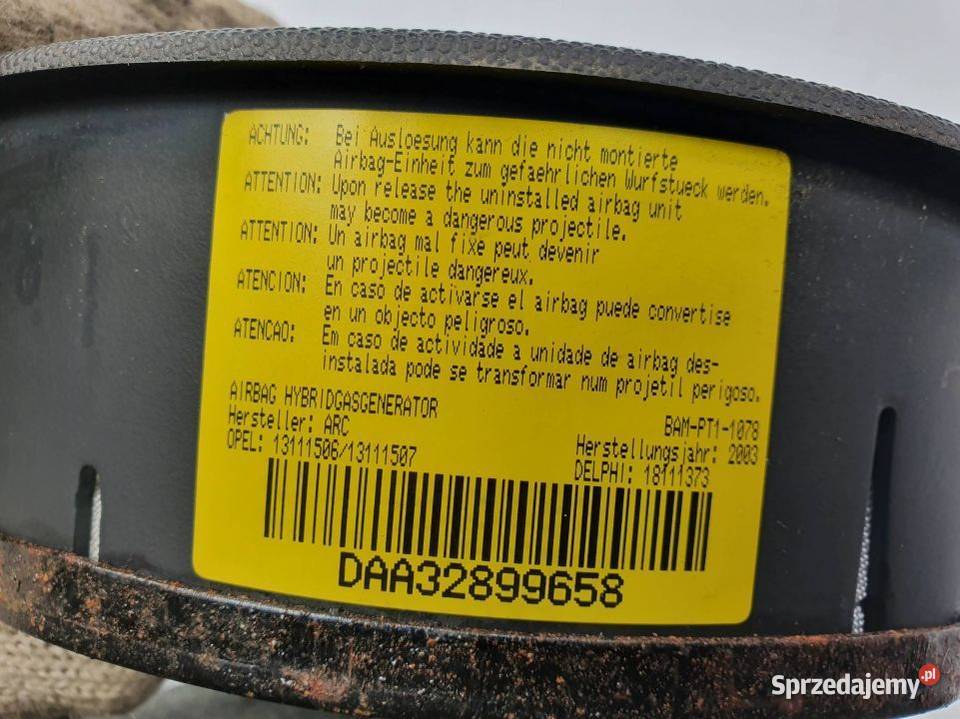 ACHTUNG: Bei Ausloesung kann die nicht montierte
Airbag-Einheit zum gefaehrlichen Wurfstueck werden.
ATTENTION: Upon release the uninstalled airbag unit
may become a dangerous projectile.
ATTENTION: Un airbag mal fixe peut devenir
un projectile dangereux.
ATENCION: En caso de activarse el airbag puede convertise
en un objecto peligroso.
ATENCAO: Em caso de actividade a unidade de airbag des-
instalada pode se transformar num projetil perigoso.
AIRBAG HYBRIDGASGENERATOR BAM-PT1-1078
Hersteller: ARC Herstellungsjahr: 2003
OPEL: 13111506/13111507 DELPHI: 18111373
DAA32899658
Sprzedajemy.pl